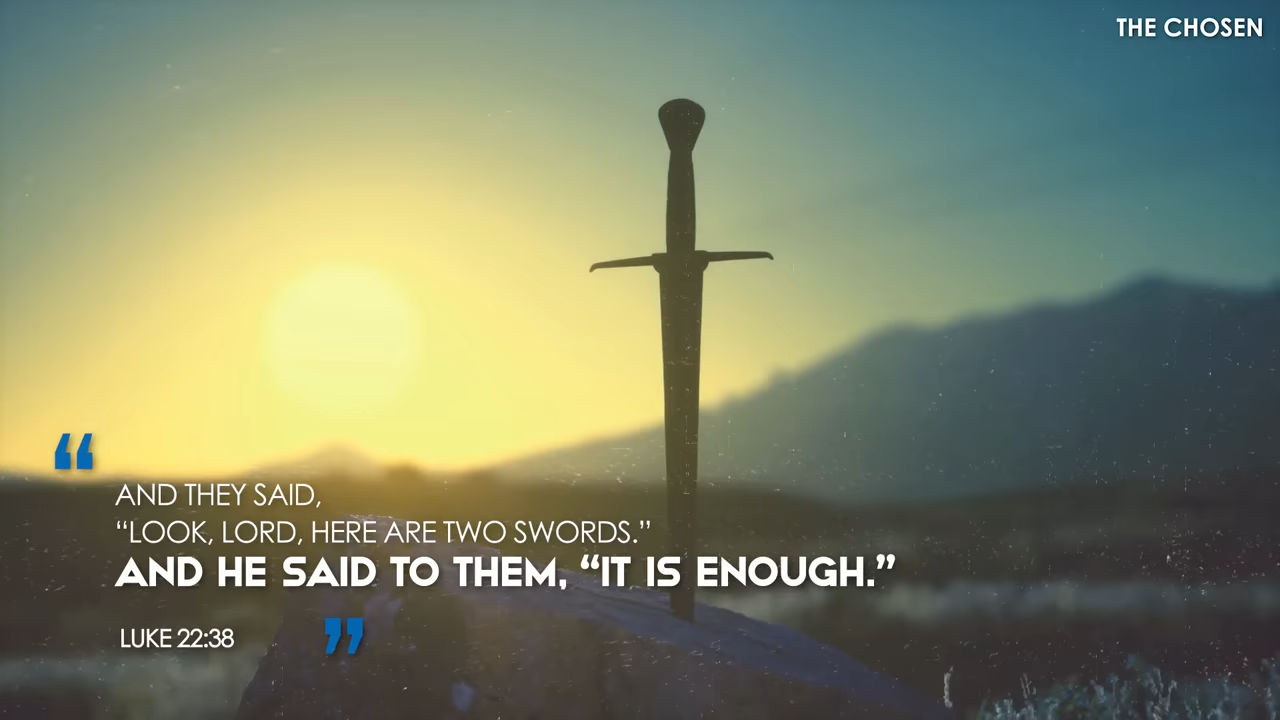 THE CHOSEN
“
AND THEY SAID,
“LOOK, LORD, HERE ARE TWO SWORDS.”
AND HE SAID TO THEM, “IT IS ENOUGH.”
LUKE 22:38
”